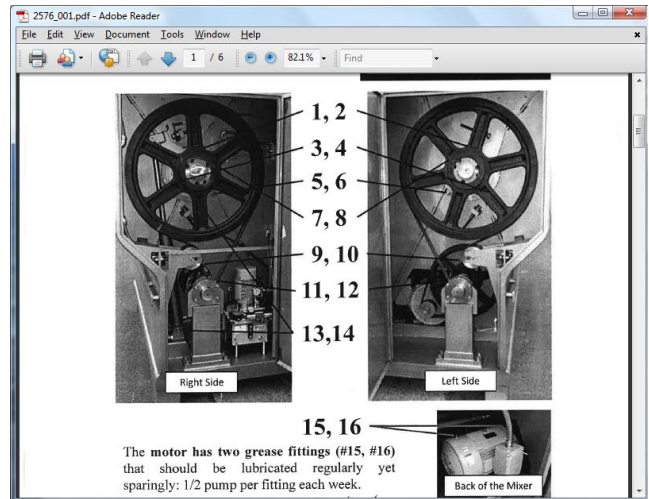 2576_001.pdf - Adobe Reader
File Edit View Document Tools Window Help
1 / 6 82.1% Find
1, 2
3, 4
5, 6
7, 8
9, 10
11, 12
13,14
Right Side
Left Side
15, 16
The motor has two grease fittings (#15, #16)
that should be lubricated regularly yet
sparingly: 1/2 pump per fitting each week.
Back of the Mixer